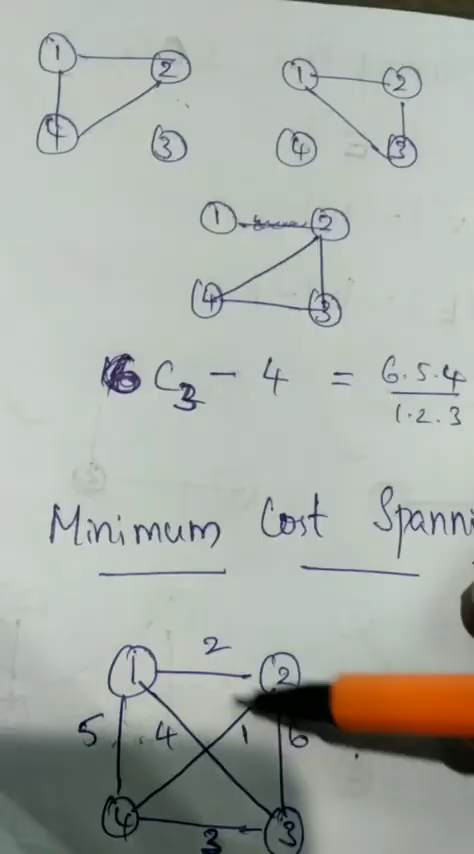 1 2 1 2
4 3 4 3
1 2
4 3
6C3 - 4 = 6.5.4
1.2.3
Minimum Cost Spanni
2
1 2
5 4 1 6
4 3
3